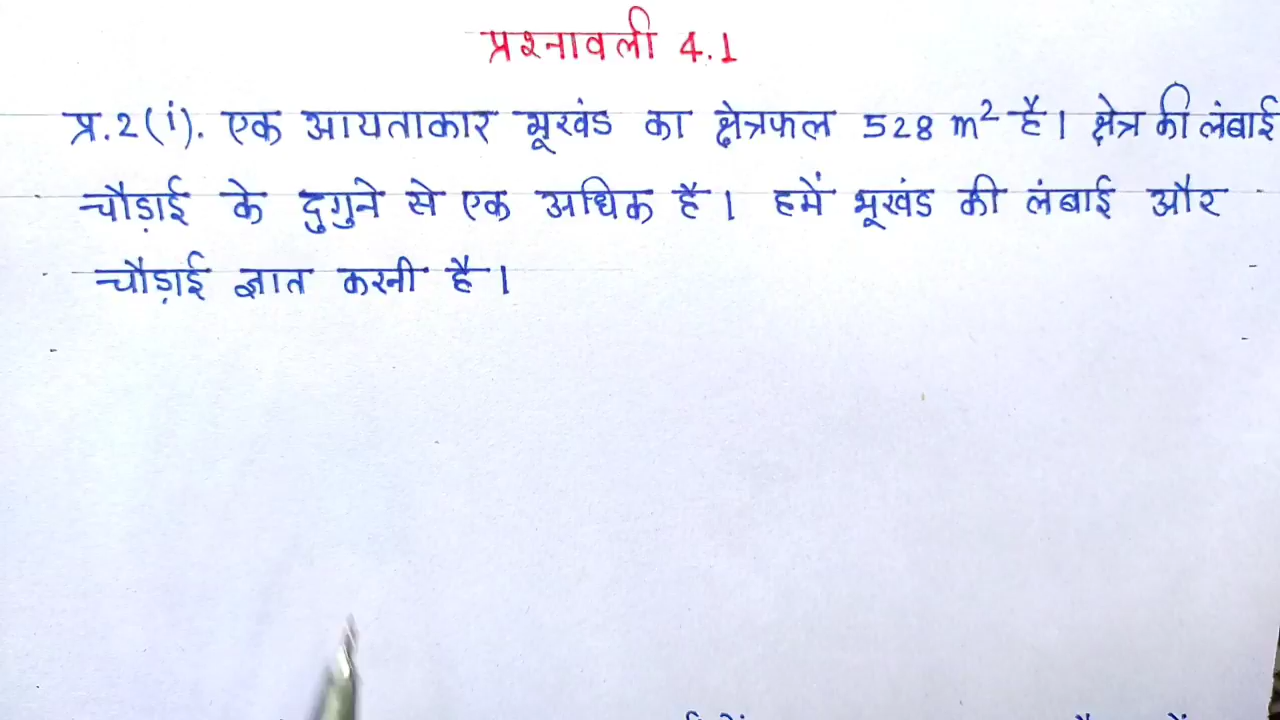 प्रश्नावली 4.1
प्र.2(i). एक आयताकार भूखंड का क्षेत्रफल 528 m² है। क्षेत्र की लंबाई
चौड़ाई के दुगुने से एक अधिक है। हमें भूखंड की लंबाई और
चौड़ाई ज्ञात करनी है।